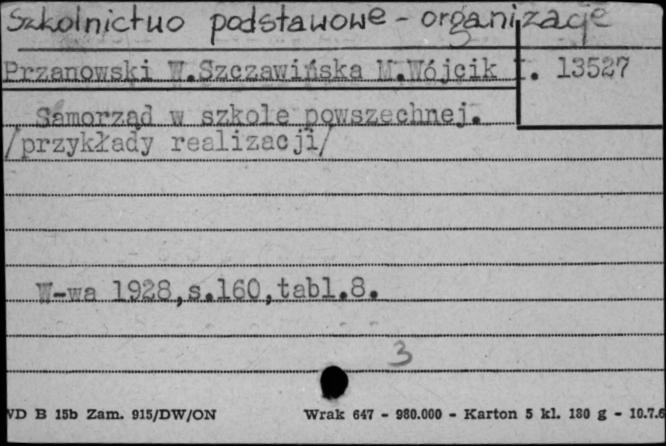 Szkolnictwo podstawowe - organizacje
Przanowski W.Szczawińska M.Wójcik I. 13527
Samorząd w szkole powszechnej.
/przykłady realizacji/
W-wa 1928,s.160,tabl.8.
3
VD B 15b Zam. 915/DW/ON Wrak 647 - 980.000 - Karton 5 kl. 180 g - 10.7.6